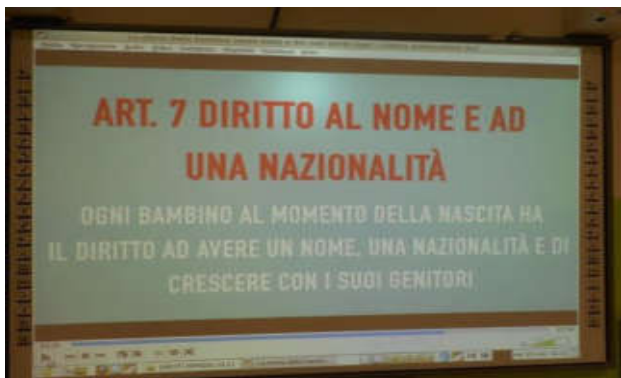 ART. 7 DIRITTO AL NOME E AD
UNA NAZIONALITÀ
OGNI BAMBINO AL MOMENTO DELLA NASCITA HA
IL DIRITTO AD AVERE UN NOME, UNA NAZIONALITÀ E DI
CRESCERE CON I SUOI GENITORI